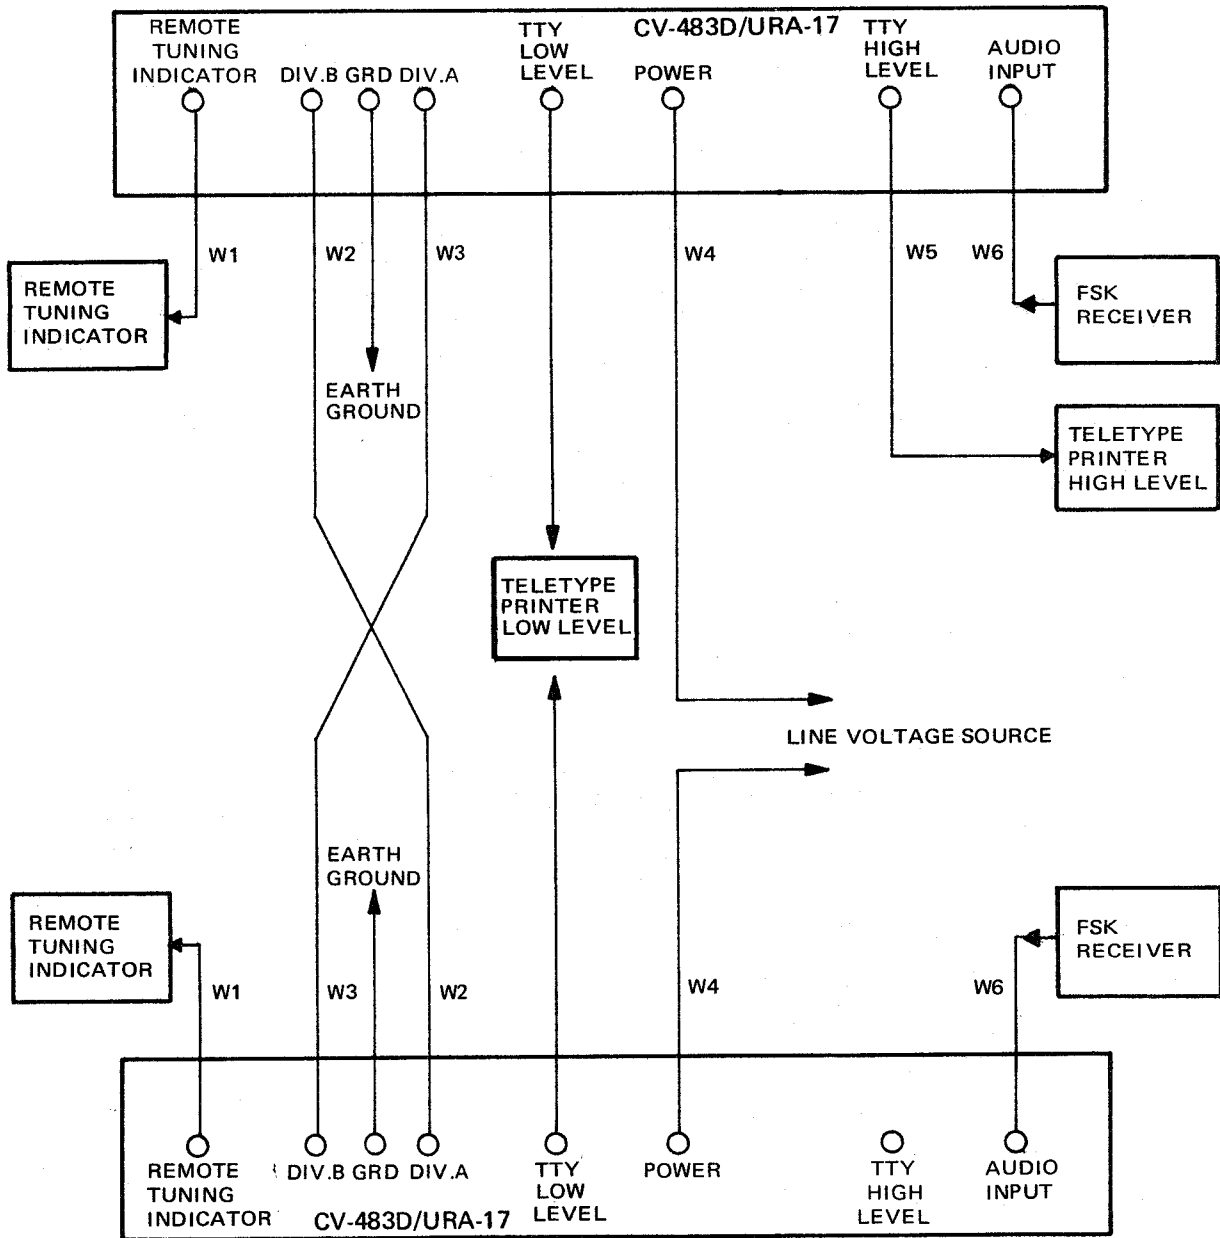 REMOTE
TUNING
INDICATOR
DIV.B GRD DIV.A
TTY
LOW
LEVEL
CV-483D/URA-17
POWER
TTY
HIGH
LEVEL
AUDIO
INPUT
W1
W2
W3
W4
W5
W6
REMOTE
TUNING
INDICATOR
EARTH
GROUND
FSK
RECEIVER
TELETYPE
PRINTER
HIGH LEVEL
TELETYPE
PRINTER
LOW LEVEL
LINE VOLTAGE SOURCE
EARTH
GROUND
REMOTE
TUNING
INDICATOR
FSK
RECEIVER
W1
W3
W2
W4
W6
REMOTE
TUNING
INDICATOR
DIV.B GRD DIV.A
TTY
LOW
LEVEL
POWER
TTY
HIGH
LEVEL
AUDIO
INPUT
CV-483D/URA-17